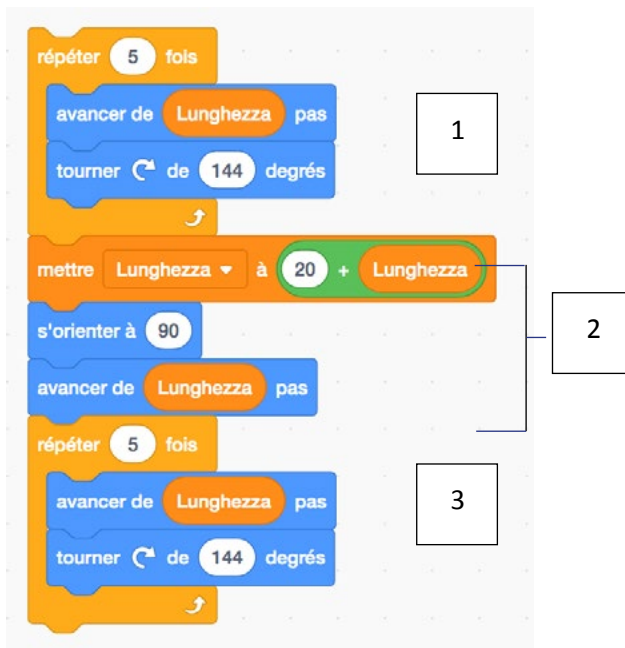 répéter 5 fois
avancer de Lunghezza pas
1
tourner de 144 degrés
mettre Lunghezza à 20 + Lunghezza
s'orienter à 90
2
avancer de Lunghezza pas
répéter 5 fois
avancer de Lunghezza pas
3
tourner de 144 degrés